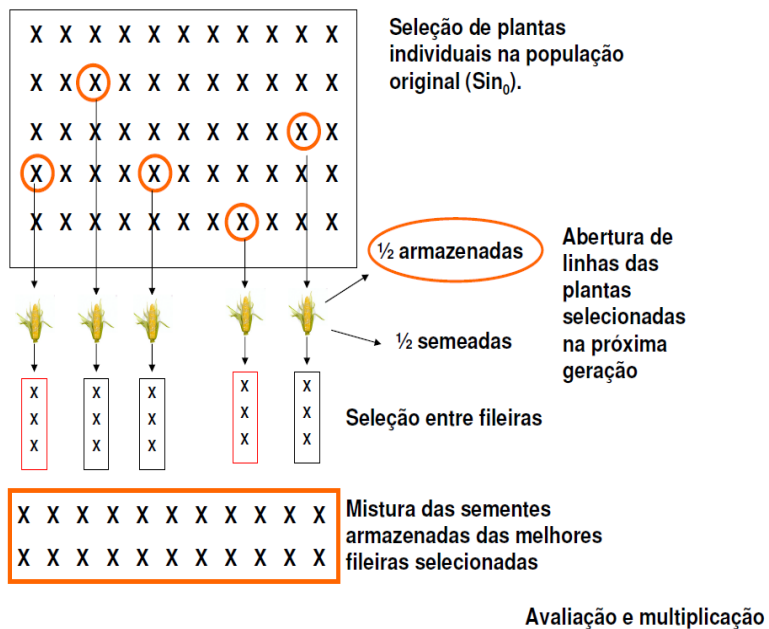 X X X X X X X X X X X
Seleção de plantas
individuais na população
original (Sin₀).
X X X X X X X X X X X
X X X X X X X X X X X
X X X X X X X X X X X
X X X X X X X X X X X
½ armazenadas
Abertura de
linhas das
plantas
selecionadas
na próxima
geração
½ semeadas
X X X X X
X X X X X
X X X X X
Seleção entre fileiras
X X X X X X X X X X X
X X X X X X X X X X X
Mistura das sementes
armazenadas das melhores
fileiras selecionadas
Avaliação e multiplicação